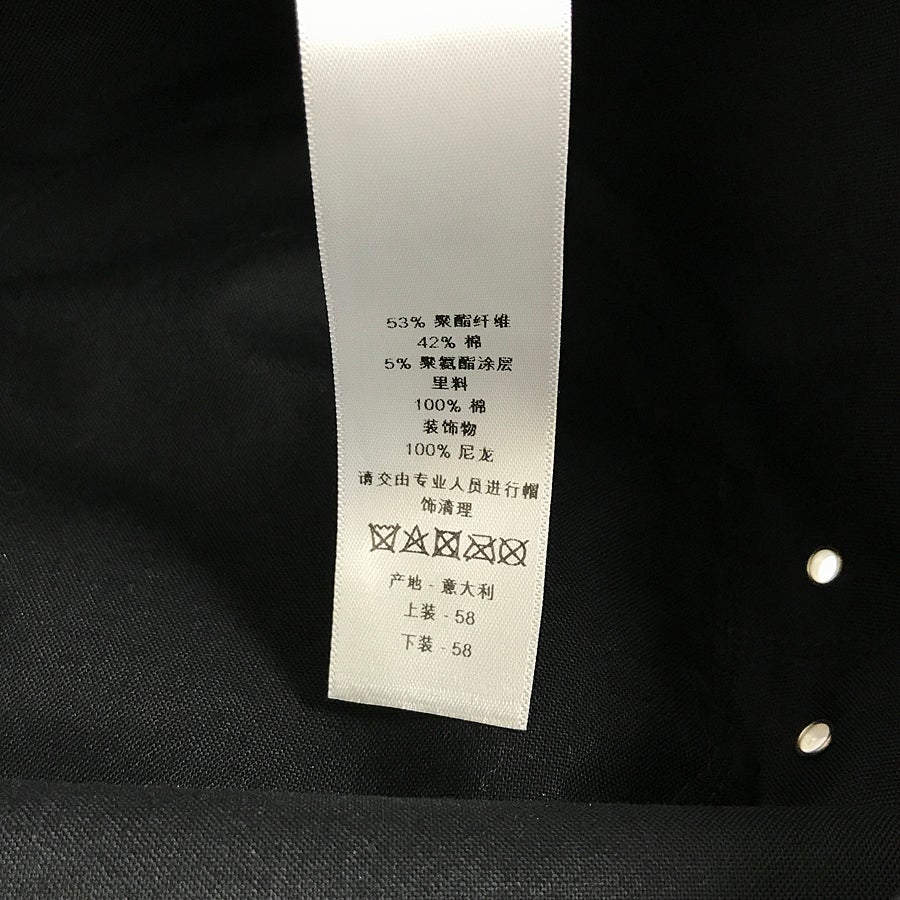 53% 聚酯纤维
42% 棉
5% 聚氨酯涂层
里料
100% 棉
装饰物
100% 尼龙
请交由专业人员进行帽
饰清理
产地 - 意大利
上装 - 58
下装 - 58